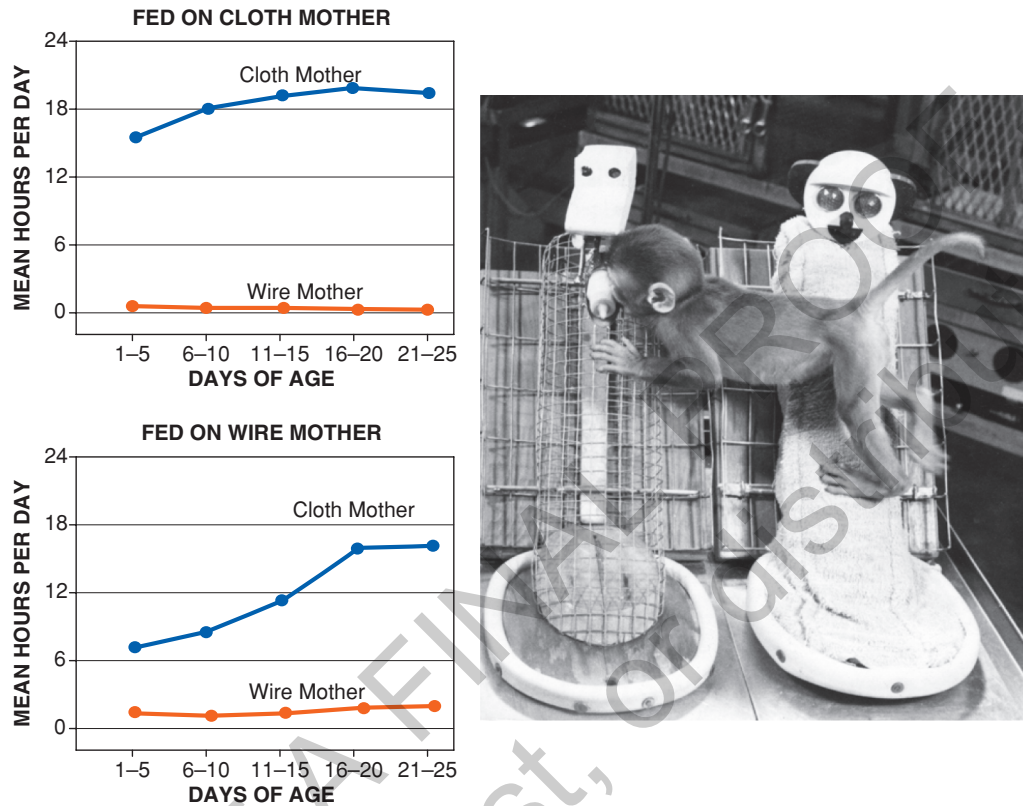 FED ON CLOTH MOTHER
MEAN HOURS PER DAY
24
18
12
6
0
Cloth Mother
Wire Mother
1–5 6–10 11–15 16–20 21–25
DAYS OF AGE
FED ON WIRE MOTHER
MEAN HOURS PER DAY
24
18
12
6
0
Cloth Mother
Wire Mother
1–5 6–10 11–15 16–20 21–25
DAYS OF AGE
A FINAL PROOF